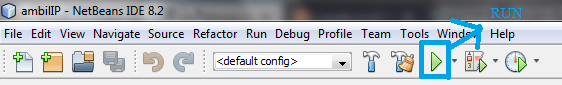 ambilIP - NetBeans IDE 8.2
RUN
File Edit View Navigate Source Refactor Run Debug Profile Team Tools Window Help
<default config>